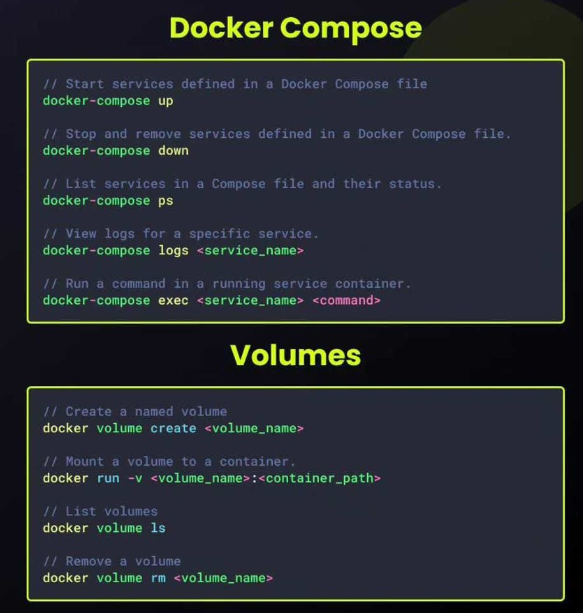 Docker Compose
// Start services defined in a Docker Compose file
docker-compose up
// Stop and remove services defined in a Docker Compose file.
docker-compose down
// List services in a Compose file and their status.
docker-compose ps
// View logs for a specific service.
docker-compose logs <service_name>
// Run a command in a running service container.
docker-compose exec <service_name> <command>
Volumes
// Create a named volume
docker volume create <volume_name>
// Mount a volume to a container.
docker run -v <volume_name>:<container_path>
// List volumes
docker volume ls
// Remove a volume
docker volume rm <volume_name>